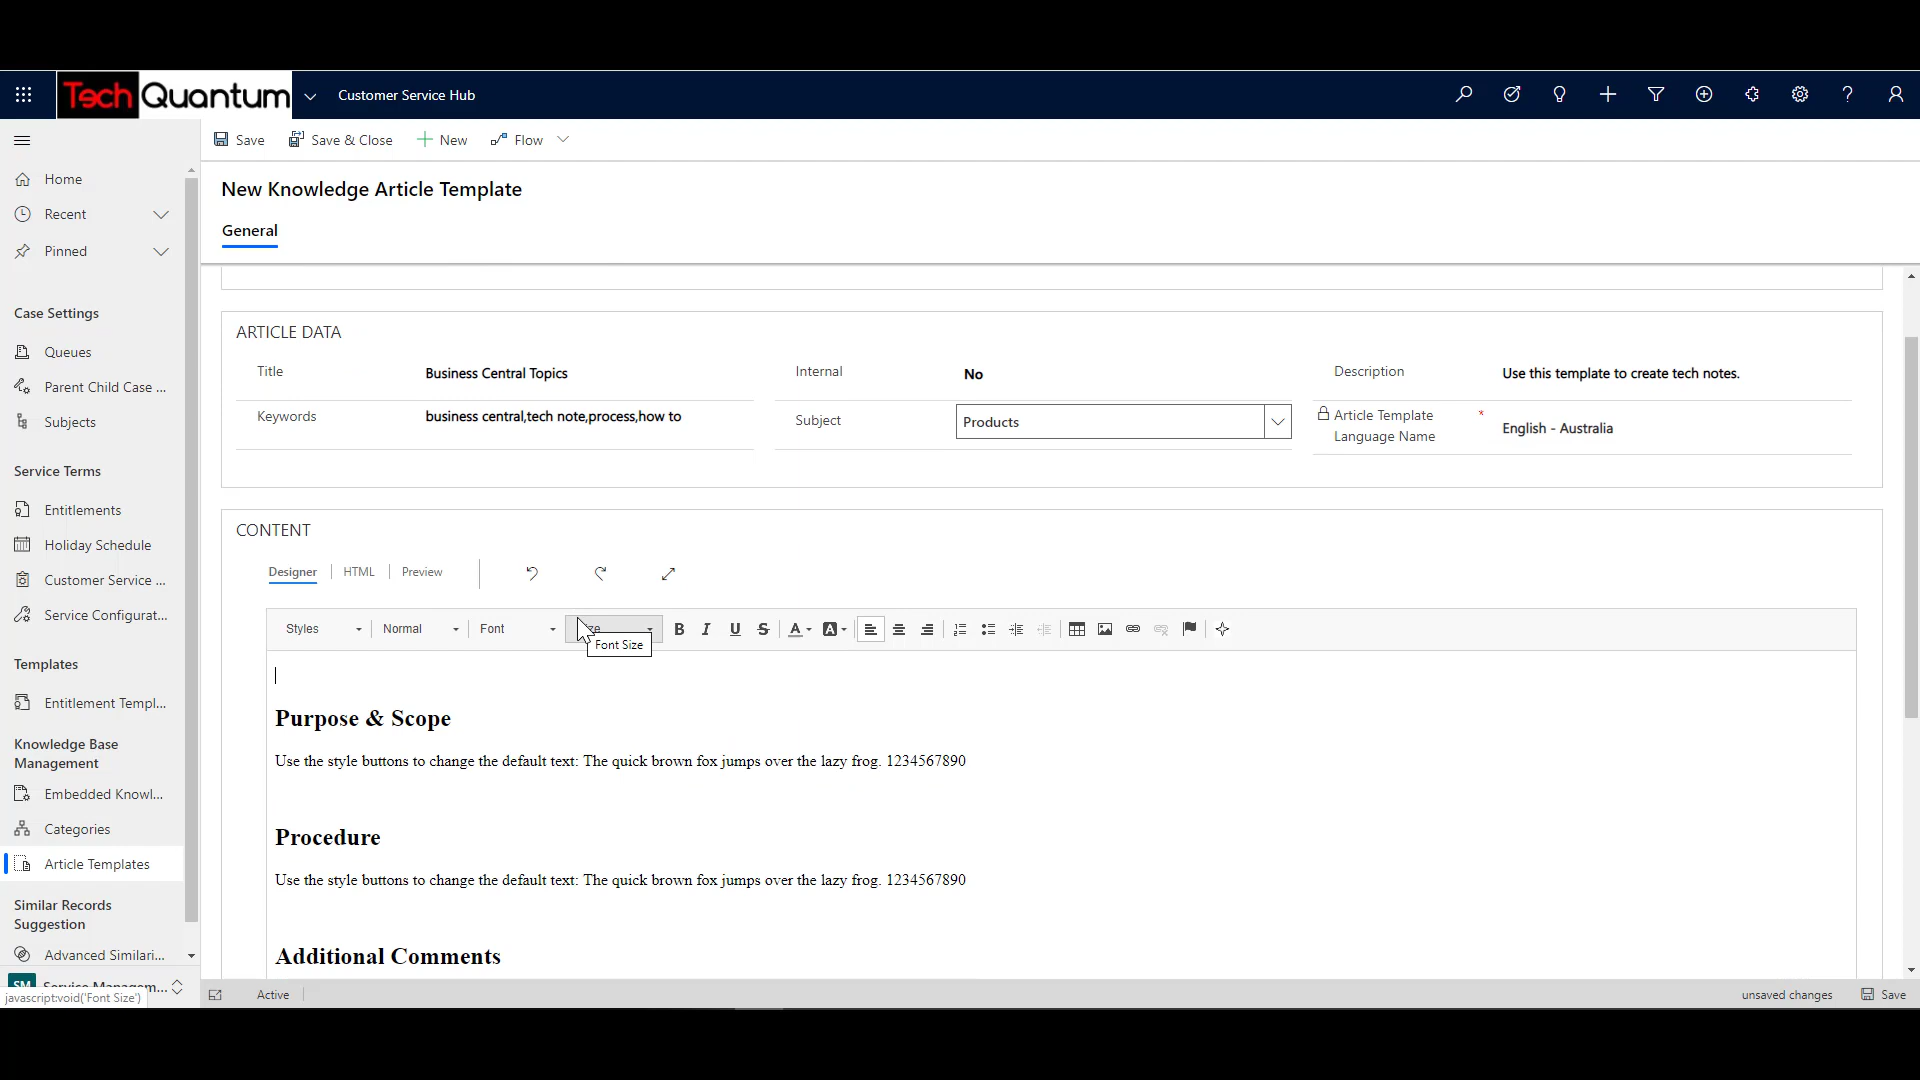 Tech Quantum
Customer Service Hub
Save
Save & Close
New
Flow
Home
Recent
Pinned
Case Settings
Queues
Parent Child Case ...
Subjects
Service Terms
Entitlements
Holiday Schedule
Customer Service ...
Service Configurat...
Templates
Entitlement Templ...
Knowledge Base
Management
Embedded Knowl...
Categories
Article Templates
Similar Records
Suggestion
Advanced Similari...
SM Service Managem...
javascript:void('Font Size')
New Knowledge Article Template
General
ARTICLE DATA
Title
Business Central Topics
Internal
No
Description
Use this template to create tech notes.
Keywords
business central,tech note,process,how to
Subject
Products
Article Template
Language Name
*
English - Australia
CONTENT
Designer
HTML
Preview
Styles
Normal
Font
B I U S A A
Font Size
Purpose & Scope
Use the style buttons to change the default text: The quick brown fox jumps over the lazy frog. 1234567890
Procedure
Use the style buttons to change the default text: The quick brown fox jumps over the lazy frog. 1234567890
Additional Comments
Active
unsaved changes
Save